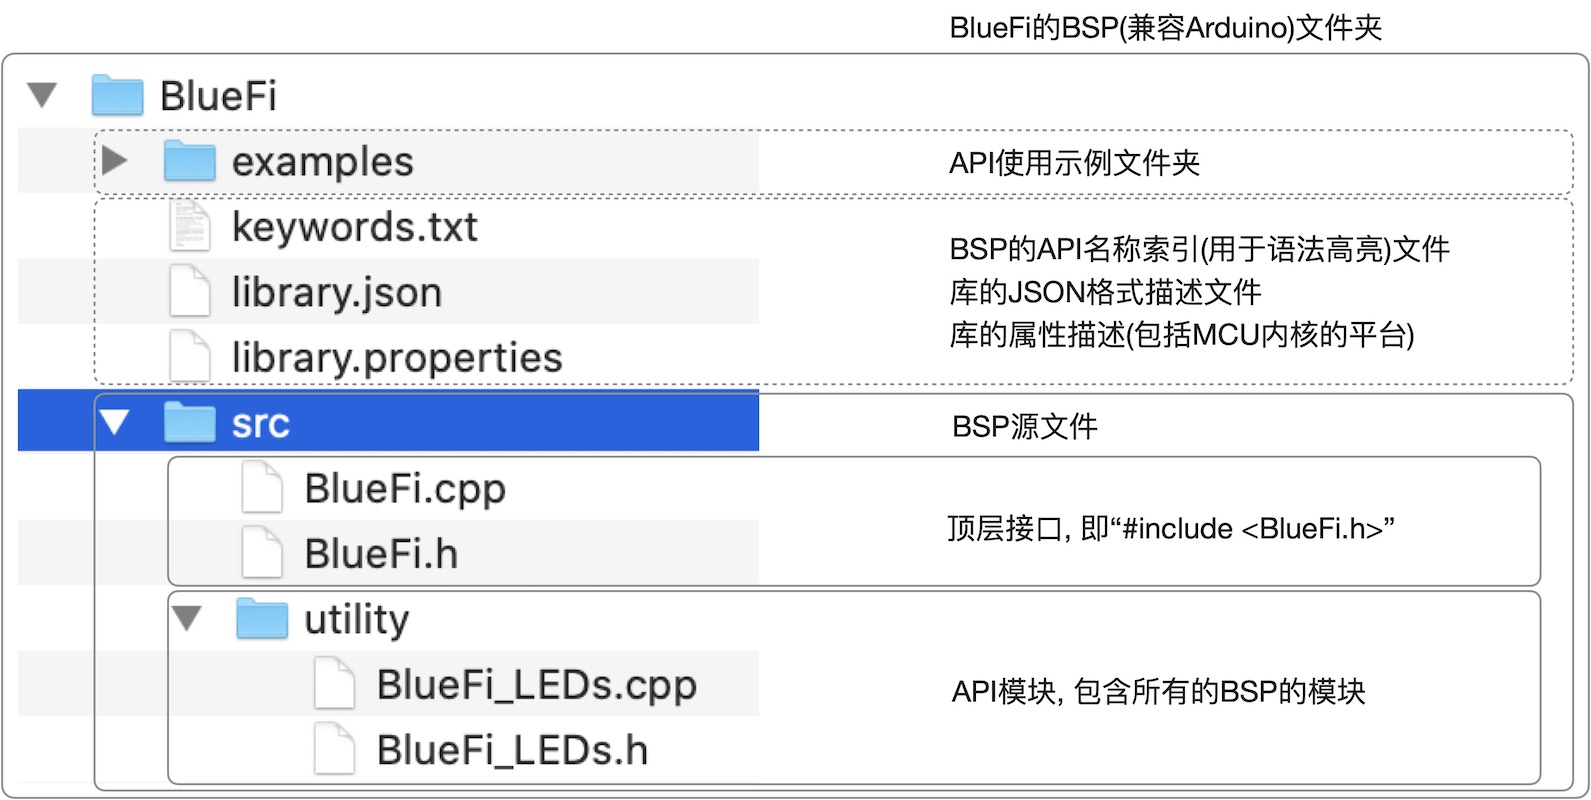 BlueFi的BSP(兼容Arduino)文件夹
BlueFi
examples
API使用示例文件夹
keywords.txt
BSP的API名称索引(用于语法高亮)文件
library.json
库的JSON格式描述文件
library.properties
库的属性描述(包括MCU内核的平台)
src
BSP源文件
BlueFi.cpp
BlueFi.h
顶层接口, 即“#include <BlueFi.h>”
utility
BlueFi_LEDs.cpp
API模块, 包含所有的BSP的模块
BlueFi_LEDs.h